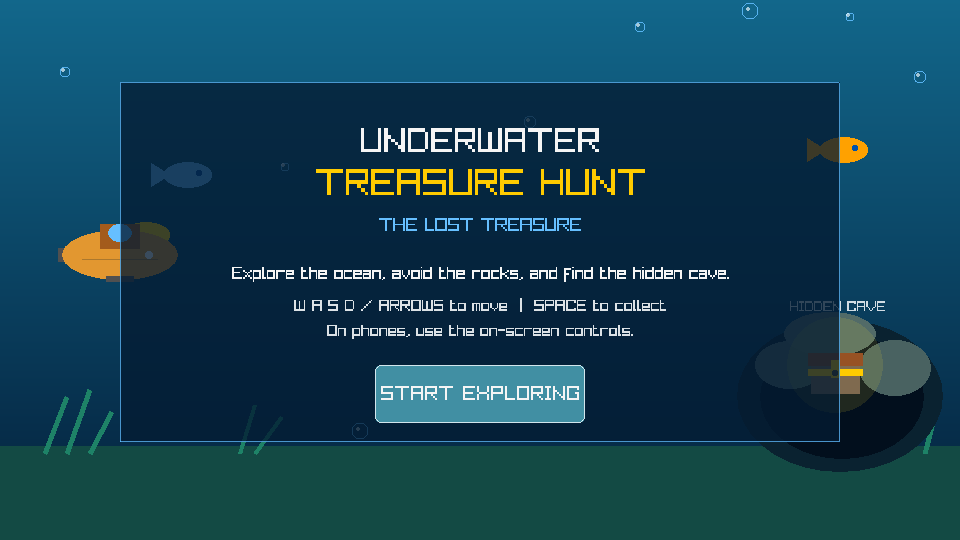 UNDERWATER
TREASURE HUNT
THE LOST TREASURE
Explore the ocean, avoid the rocks, and find the hidden cave.
W A S D / ARROWS to move | SPACE to collect
HIDDEN CAVE
On phones, use the on-screen controls.
START EXPLORING